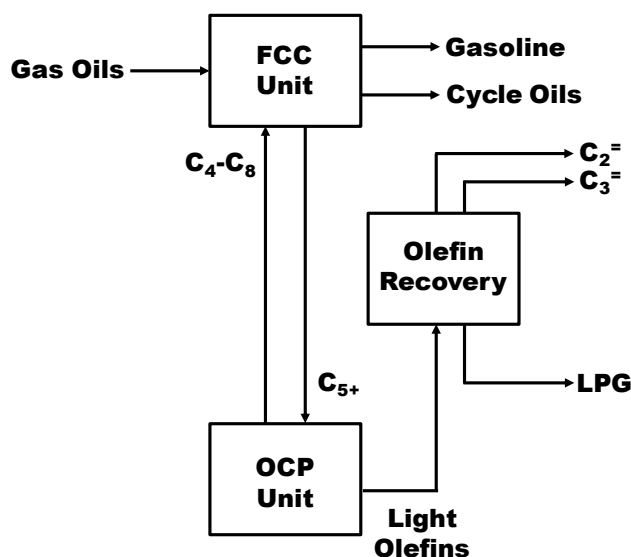 Gas Oils
FCC
Unit
Gasoline
Cycle Oils
C₄-C₈
C₂⁼
C₃⁼
Olefin
Recovery
C₅₊
LPG
OCP
Unit
Light
Olefins